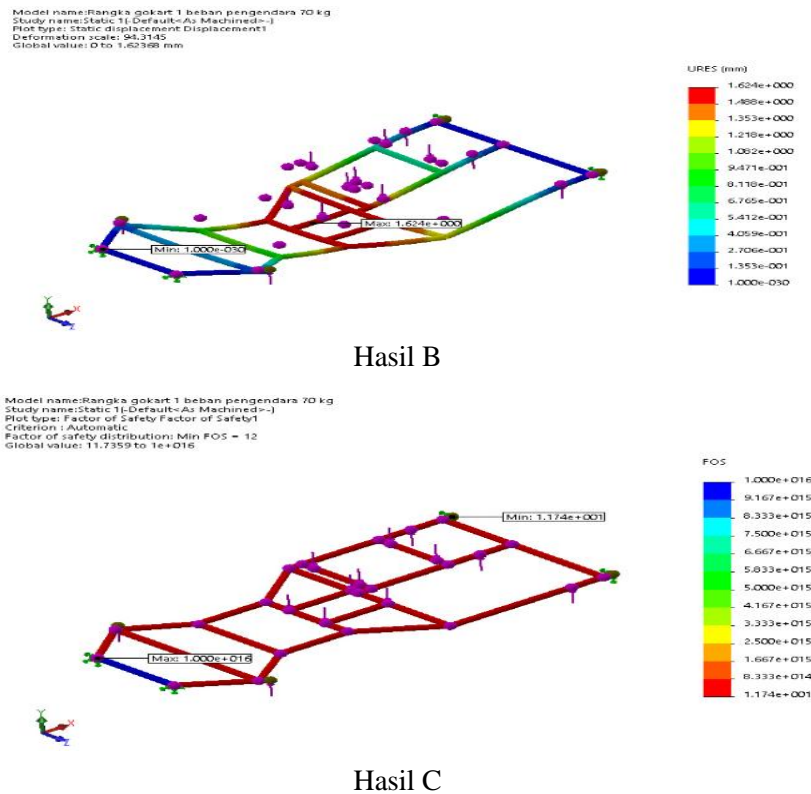 Model name:Rangka gokart 1 beban pengendara 70 kg
Study name:Static 1(-Default<As Machined>-)
Plot type: Static displacement Displacement1
Deformation scale: 94.3145
Global value: 0 to 1.62368 mm
URES (mm)
1.624e+000
1.488e+000
1.353e+000
1.218e+000
1.082e+000
9.471e-001
8.118e-001
6.765e-001
5.412e-001
4.059e-001
2.706e-001
1.353e-001
1.000e-030
Max: 1.624e+000
Min: 1.000e-030
Y
X
Z
Hasil B
Model name:Rangka gokart 1 beban pengendara 70 kg
Study name:Static 1(-Default<As Machined>-)
Plot type: Factor of Safety Factor of Safety1
Criterion : Automatic
Factor of safety distribution: Min FOS = 12
Global value: 11.7359 to 1e+016
FOS
1.000e+016
9.167e+015
8.333e+015
7.500e+015
6.667e+015
5.833e+015
5.000e+015
4.167e+015
3.333e+015
2.500e+015
1.667e+015
8.333e+014
1.174e+001
Min: 1.174e+001
Max: 1.000e+016
Y
X
Z
Hasil C